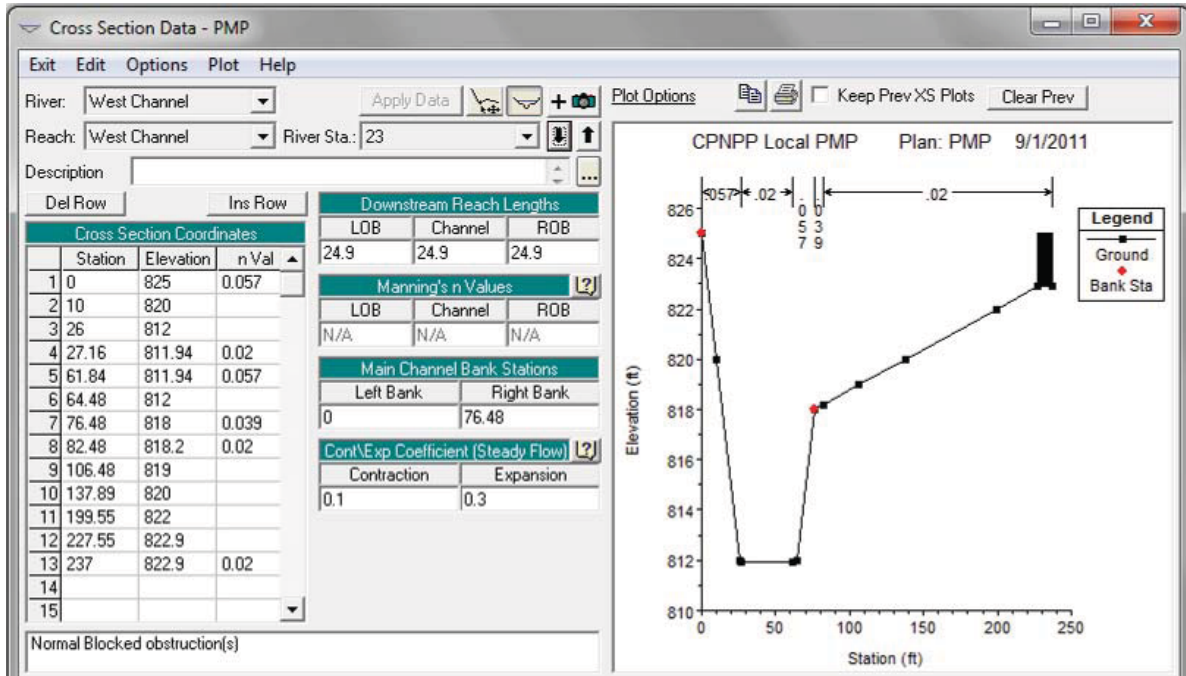 Cross Section Data - PMP
Exit Edit Options Plot Help
River: West Channel
Apply Data
+
Plot Options
Keep Prev XS Plots
Clear Prev
Reach: West Channel
River Sta.: 23
Description
...
Del Row
Ins Row
Cross Section Coordinates
Station Elevation n Val
1 0 825 0.057
2 10 820
3 26 812
4 27.16 811.94 0.02
5 61.84 811.94 0.057
6 64.48 812
7 76.48 818 0.039
8 82.48 818.2 0.02
9 106.48 819
10 137.89 820
11 199.55 822
12 227.55 822.9
13 237 822.9 0.02
14
15
Downstream Reach Lengths
LOB Channel ROB
24.9 24.9 24.9
Manning's n Values
?
LOB Channel ROB
N/A N/A N/A
Main Channel Bank Stations
Left Bank Right Bank
0 76.48
Cont\Exp Coefficient (Steady Flow)
?
Contraction Expansion
0.1 0.3
Normal Blocked obstruction(s)
CPNPP Local PMP Plan: PMP 9/1/2011
.057 .02 .057 .039 .02
Legend
Ground
Bank Sta
826
824
822
820
818
816
814
812
810
Elevation (ft)
0 50 100 150 200 250
Station (ft)